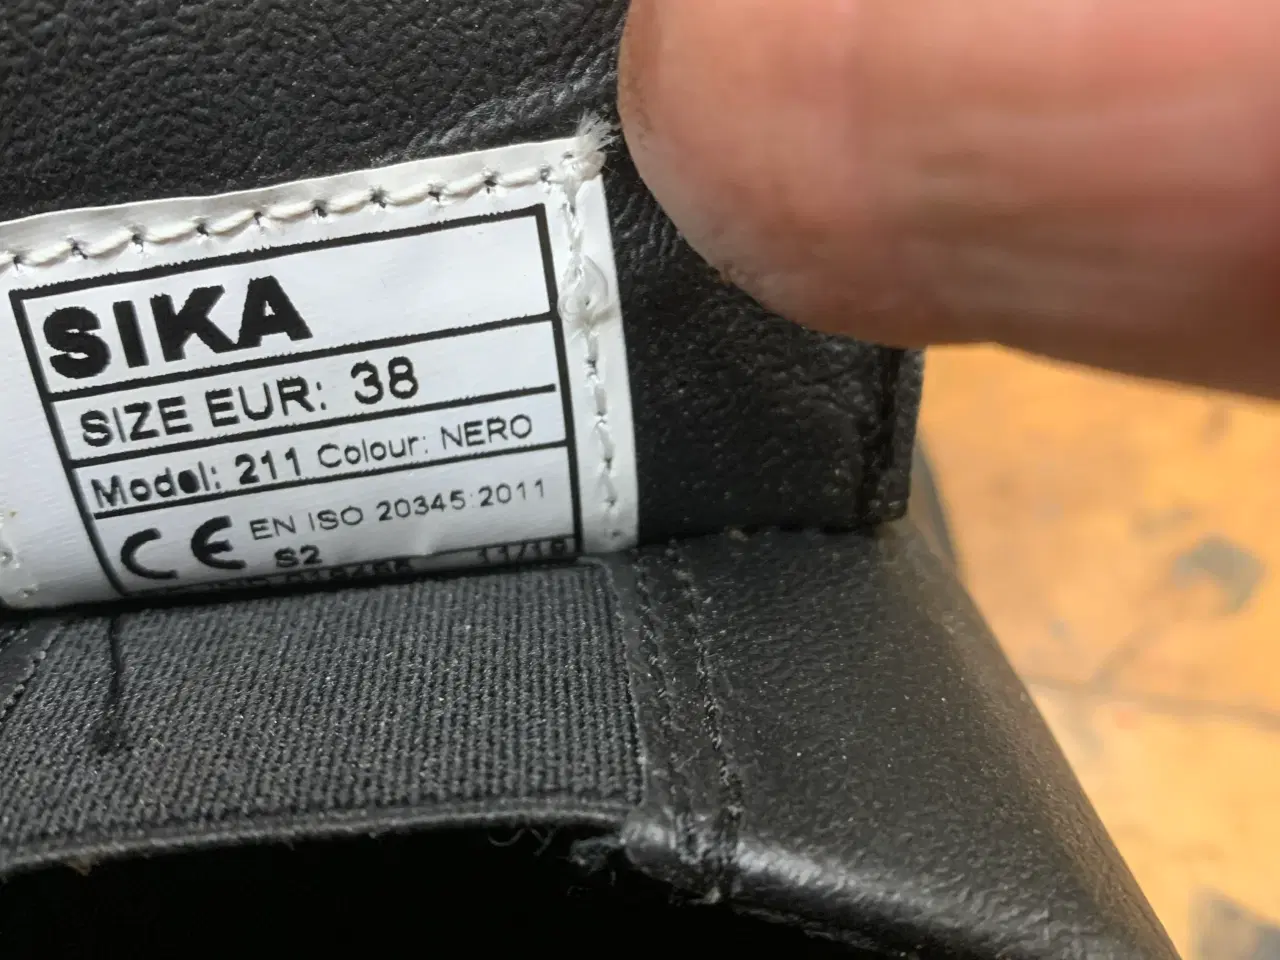 SIKA
SIZE EUR: 38
Model: 211 Colour: NERO
CE EN ISO 20345:2011
S2